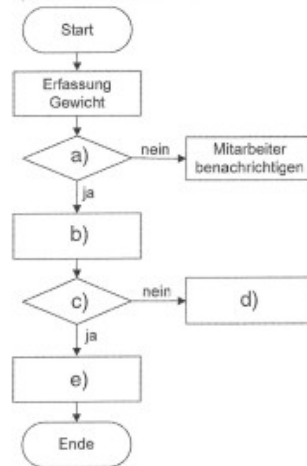 Start
Erfassung
Gewicht
a)
nein
Mitarbeiter
benachrichtigen
ja
b)
c)
nein
d)
ja
e)
Ende